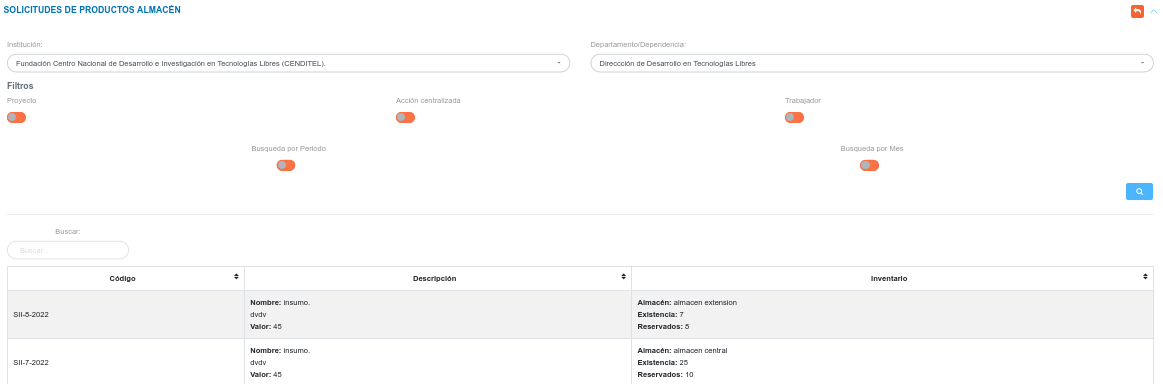 SOLICITUDES DE PRODUCTOS ALMACÉN
Institución:
Departamento/Dependencia:
Fundación Centro Nacional de Desarrollo e Investigación en Tecnologías Libres (CENDITEL).
Direccción de Desarrollo en Tecnologías Libres
Filtros
Proyecto
Acción centralizada
Trabajador
Busqueda por Periodo
Busqueda por Mes
Buscar:
Buscar...
Código
Descripción
Inventario
SII-8-2022
Nombre: insumo.
dvdv
Valor: 45
Almacén: almacen extension
Existencia: 7
Reservados: 8
SII-7-2022
Nombre: insumo.
dvdv
Valor: 45
Almacén: almacen central
Existencia: 25
Reservados: 10